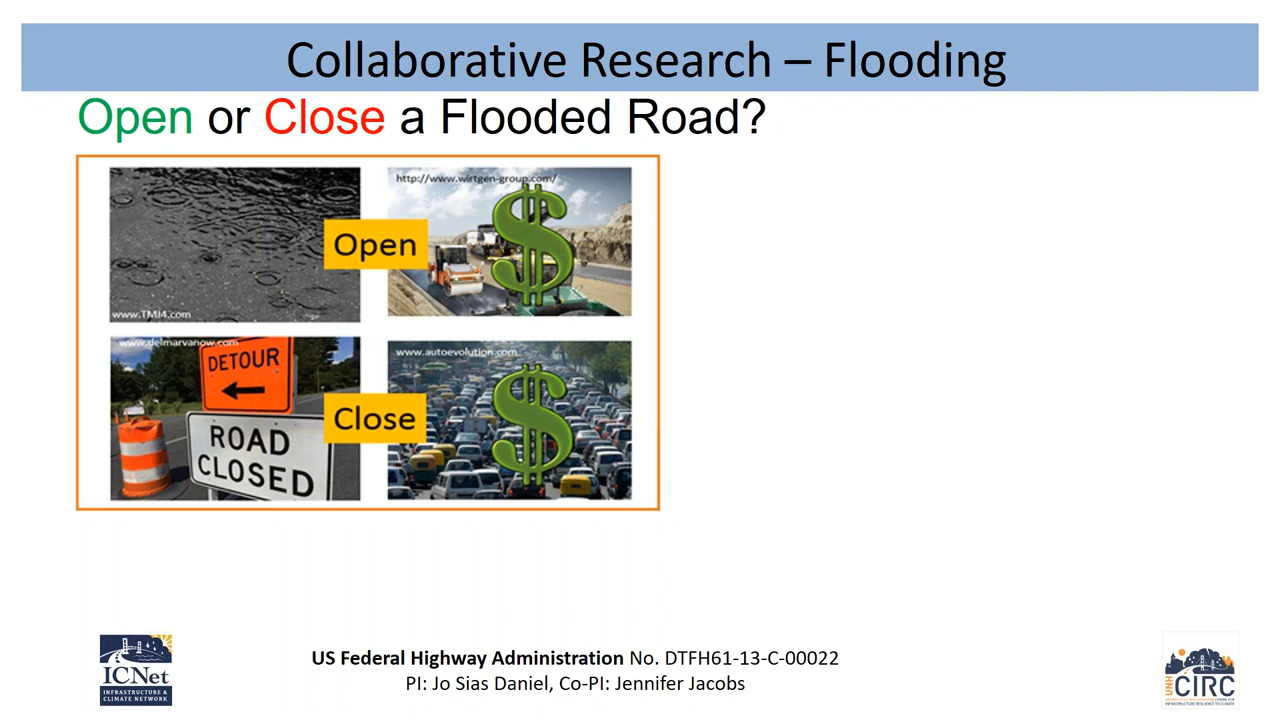 Collaborative Research – Flooding
Open or Close a Flooded Road?
www.TMJ4.com
Open
http://www.wirtgen-group.com/
www.delmarvanow.com
DETOUR
ROAD
CLOSED
Close
www.autoevolution.com
ICNet
INFRASTRUCTURE &
CLIMATE NETWORK
US Federal Highway Administration No. DTFH61-13-C-00022
PI: Jo Sias Daniel, Co-PI: Jennifer Jacobs
UNH
CIRC
INFRASTRUCTURE RESILIENCE TO CLIMATE